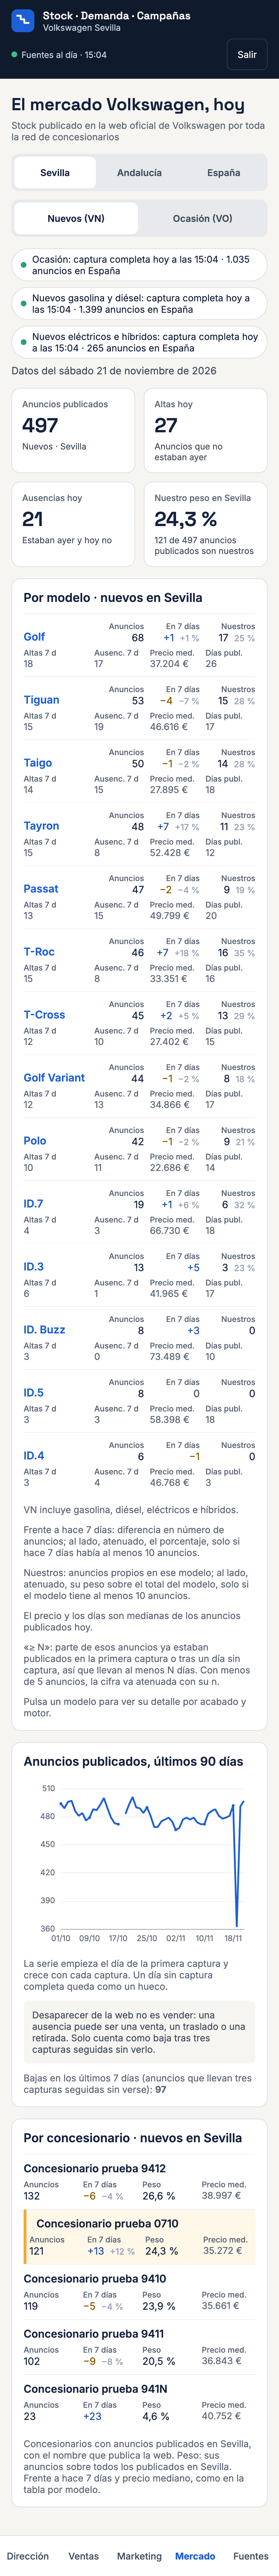 Stock · Demanda · Campañas
Volkswagen Sevilla
Fuentes al día · 15:04
Salir
El mercado Volkswagen, hoy
Stock publicado en la web oficial de Volkswagen por toda
la red de concesionarios
Sevilla Andalucía España
Nuevos (VN) Ocasión (VO)
Ocasión: captura completa hoy a las 15:04 · 1.035
anuncios en España
Nuevos gasolina y diésel: captura completa hoy a
las 15:04 · 1.399 anuncios en España
Nuevos eléctricos e híbridos: captura completa hoy
a las 15:04 · 265 anuncios en España
Datos del sábado 21 de noviembre de 2026
Anuncios publicados
497
Nuevos · Sevilla
Altas hoy
27
Anuncios que no
estaban ayer
Ausencias hoy
21
Estaban ayer y hoy no
Nuestro peso en Sevilla
24,3 %
121 de 497 anuncios
publicados son nuestros
Por modelo · nuevos en Sevilla
Anuncios En 7 días Nuestros
Golf 68 +1 +1 % 17 25 %
Altas 7 d Ausenc. 7 d Precio med. Días publ.
18 17 37.204 € 26
Anuncios En 7 días Nuestros
Tiguan 53 −4 −7 % 15 28 %
Altas 7 d Ausenc. 7 d Precio med. Días publ.
15 19 46.616 € 17
Anuncios En 7 días Nuestros
Taigo 50 −1 −2 % 14 28 %
Altas 7 d Ausenc. 7 d Precio med. Días publ.
14 15 27.895 € 18
Anuncios En 7 días Nuestros
Tayron 48 +7 +17 % 11 23 %
Altas 7 d Ausenc. 7 d Precio med. Días publ.
15 8 52.428 € 12
Anuncios En 7 días Nuestros
Passat 47 −2 −4 % 9 19 %
Altas 7 d Ausenc. 7 d Precio med. Días publ.
13 15 49.799 € 20
Anuncios En 7 días Nuestros
T-Roc 46 +7 +18 % 16 35 %
Altas 7 d Ausenc. 7 d Precio med. Días publ.
15 8 33.351 € 16
Anuncios En 7 días Nuestros
T-Cross 45 +2 +5 % 13 29 %
Altas 7 d Ausenc. 7 d Precio med. Días publ.
12 10 27.402 € 15
Anuncios En 7 días Nuestros
Golf Variant 44 −1 −2 % 8 18 %
Altas 7 d Ausenc. 7 d Precio med. Días publ.
12 13 34.866 € 17
Anuncios En 7 días Nuestros
Polo 42 −1 −2 % 9 21 %
Altas 7 d Ausenc. 7 d Precio med. Días publ.
10 11 22.686 € 14
Anuncios En 7 días Nuestros
ID.7 19 +1 +6 % 6 32 %
Altas 7 d Ausenc. 7 d Precio med. Días publ.
4 3 66.730 € 18
Anuncios En 7 días Nuestros
ID.3 13 +5 3 23 %
Altas 7 d Ausenc. 7 d Precio med. Días publ.
6 1 41.965 € 17
Anuncios En 7 días Nuestros
ID. Buzz 8 +3 0
Altas 7 d Ausenc. 7 d Precio med. Días publ.
3 0 73.489 € 10
Anuncios En 7 días Nuestros
ID.5 8 0 0
Altas 7 d Ausenc. 7 d Precio med. Días publ.
3 3 58.398 € 18
Anuncios En 7 días Nuestros
ID.4 6 −1 0
Altas 7 d Ausenc. 7 d Precio med. Días publ.
3 4 46.768 € 3
VN incluye gasolina, diésel, eléctricos e híbridos.
Frente a hace 7 días: diferencia en número de
anuncios; al lado, atenuado, el porcentaje, solo si
hace 7 días había al menos 10 anuncios.
Nuestros: anuncios propios en ese modelo; al lado,
atenuado, su peso sobre el total del modelo, solo si
el modelo tiene al menos 10 anuncios.
El precio y los días son medianas de los anuncios
publicados hoy.
«≥ N»: parte de esos anuncios ya estaban
publicados en la primera captura o tras un día sin
captura, así que llevan al menos N días. Con menos
de 5 anuncios, la cifra va atenuada con su n.
Pulsa un modelo para ver su detalle por acabado y
motor.
Anuncios publicados, últimos 90 días
510
480
450
420
390
360
01/10 09/10 17/10 25/10 02/11 10/11 18/11
La serie empieza el día de la primera captura y
crece con cada captura. Un día sin captura
completa queda como un hueco.
Desaparecer de la web no es vender: una
ausencia puede ser una venta, un traslado o una
retirada. Solo cuenta como baja tras tres
capturas seguidas sin verlo.
Bajas en los últimos 7 días (anuncios que llevan tres
capturas seguidas sin verse): 97
Por concesionario · nuevos en Sevilla
Concesionario prueba 9412
Anuncios En 7 días Peso Precio med.
132 −6 −4 % 26,6 % 38.997 €
Concesionario prueba 0710
Anuncios En 7 días Peso Precio med.
121 +13 +12 % 24,3 % 35.272 €
Concesionario prueba 9410
Anuncios En 7 días Peso Precio med.
119 −5 −4 % 23,9 % 35.661 €
Concesionario prueba 9411
Anuncios En 7 días Peso Precio med.
102 −9 −8 % 20,5 % 36.843 €
Concesionario prueba 941N
Anuncios En 7 días Peso Precio med.
23 +23 4,6 % 40.752 €
Concesionarios con anuncios publicados en Sevilla,
con el nombre que publica la web. Peso: sus
anuncios sobre todos los publicados en Sevilla.
Frente a hace 7 días y precio mediano, como en la
tabla por modelo.
Dirección Ventas Marketing Mercado Fuentes